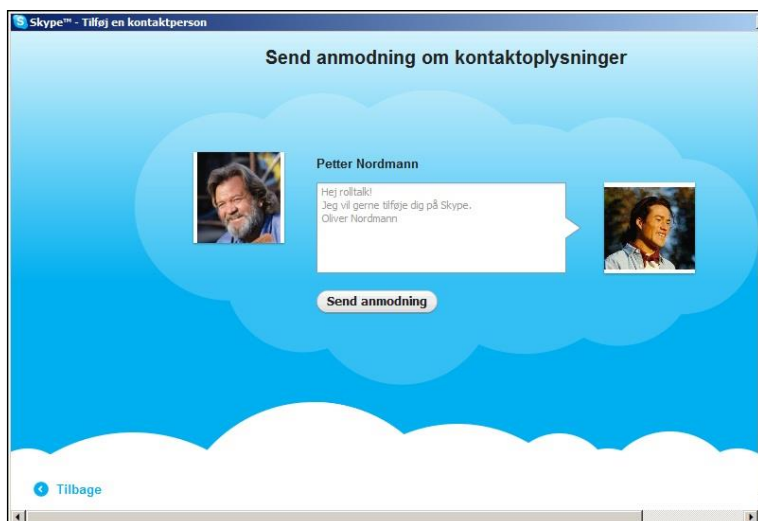 Skype™ - Tilføj en kontaktperson
Send anmodning om kontaktoplysninger
Petter Nordmann
Hej rolltalk!
Jeg vil gerne tilføje dig på Skype.
Oliver Nordmann
Send anmodning
Tilbage